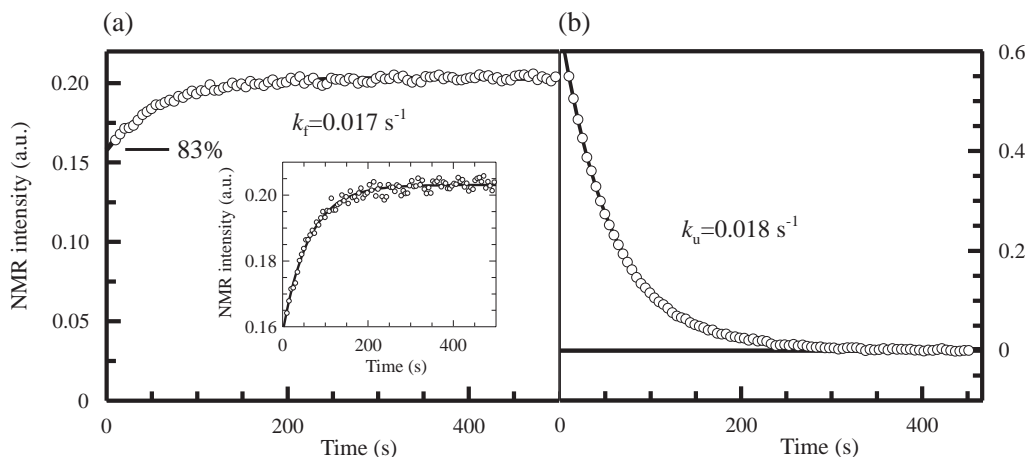 (a)
(b)
NMR intensity (a.u.)
0.20
0.15
0.10
0.05
0
83%
k_f=0.017 s⁻¹
NMR intensity (a.u.)
0.20
0.18
0.16
0
200
400
Time (s)
0
200
400
Time (s)
k_u=0.018 s⁻¹
0.6
0.4
0.2
0
0
200
400
Time (s)